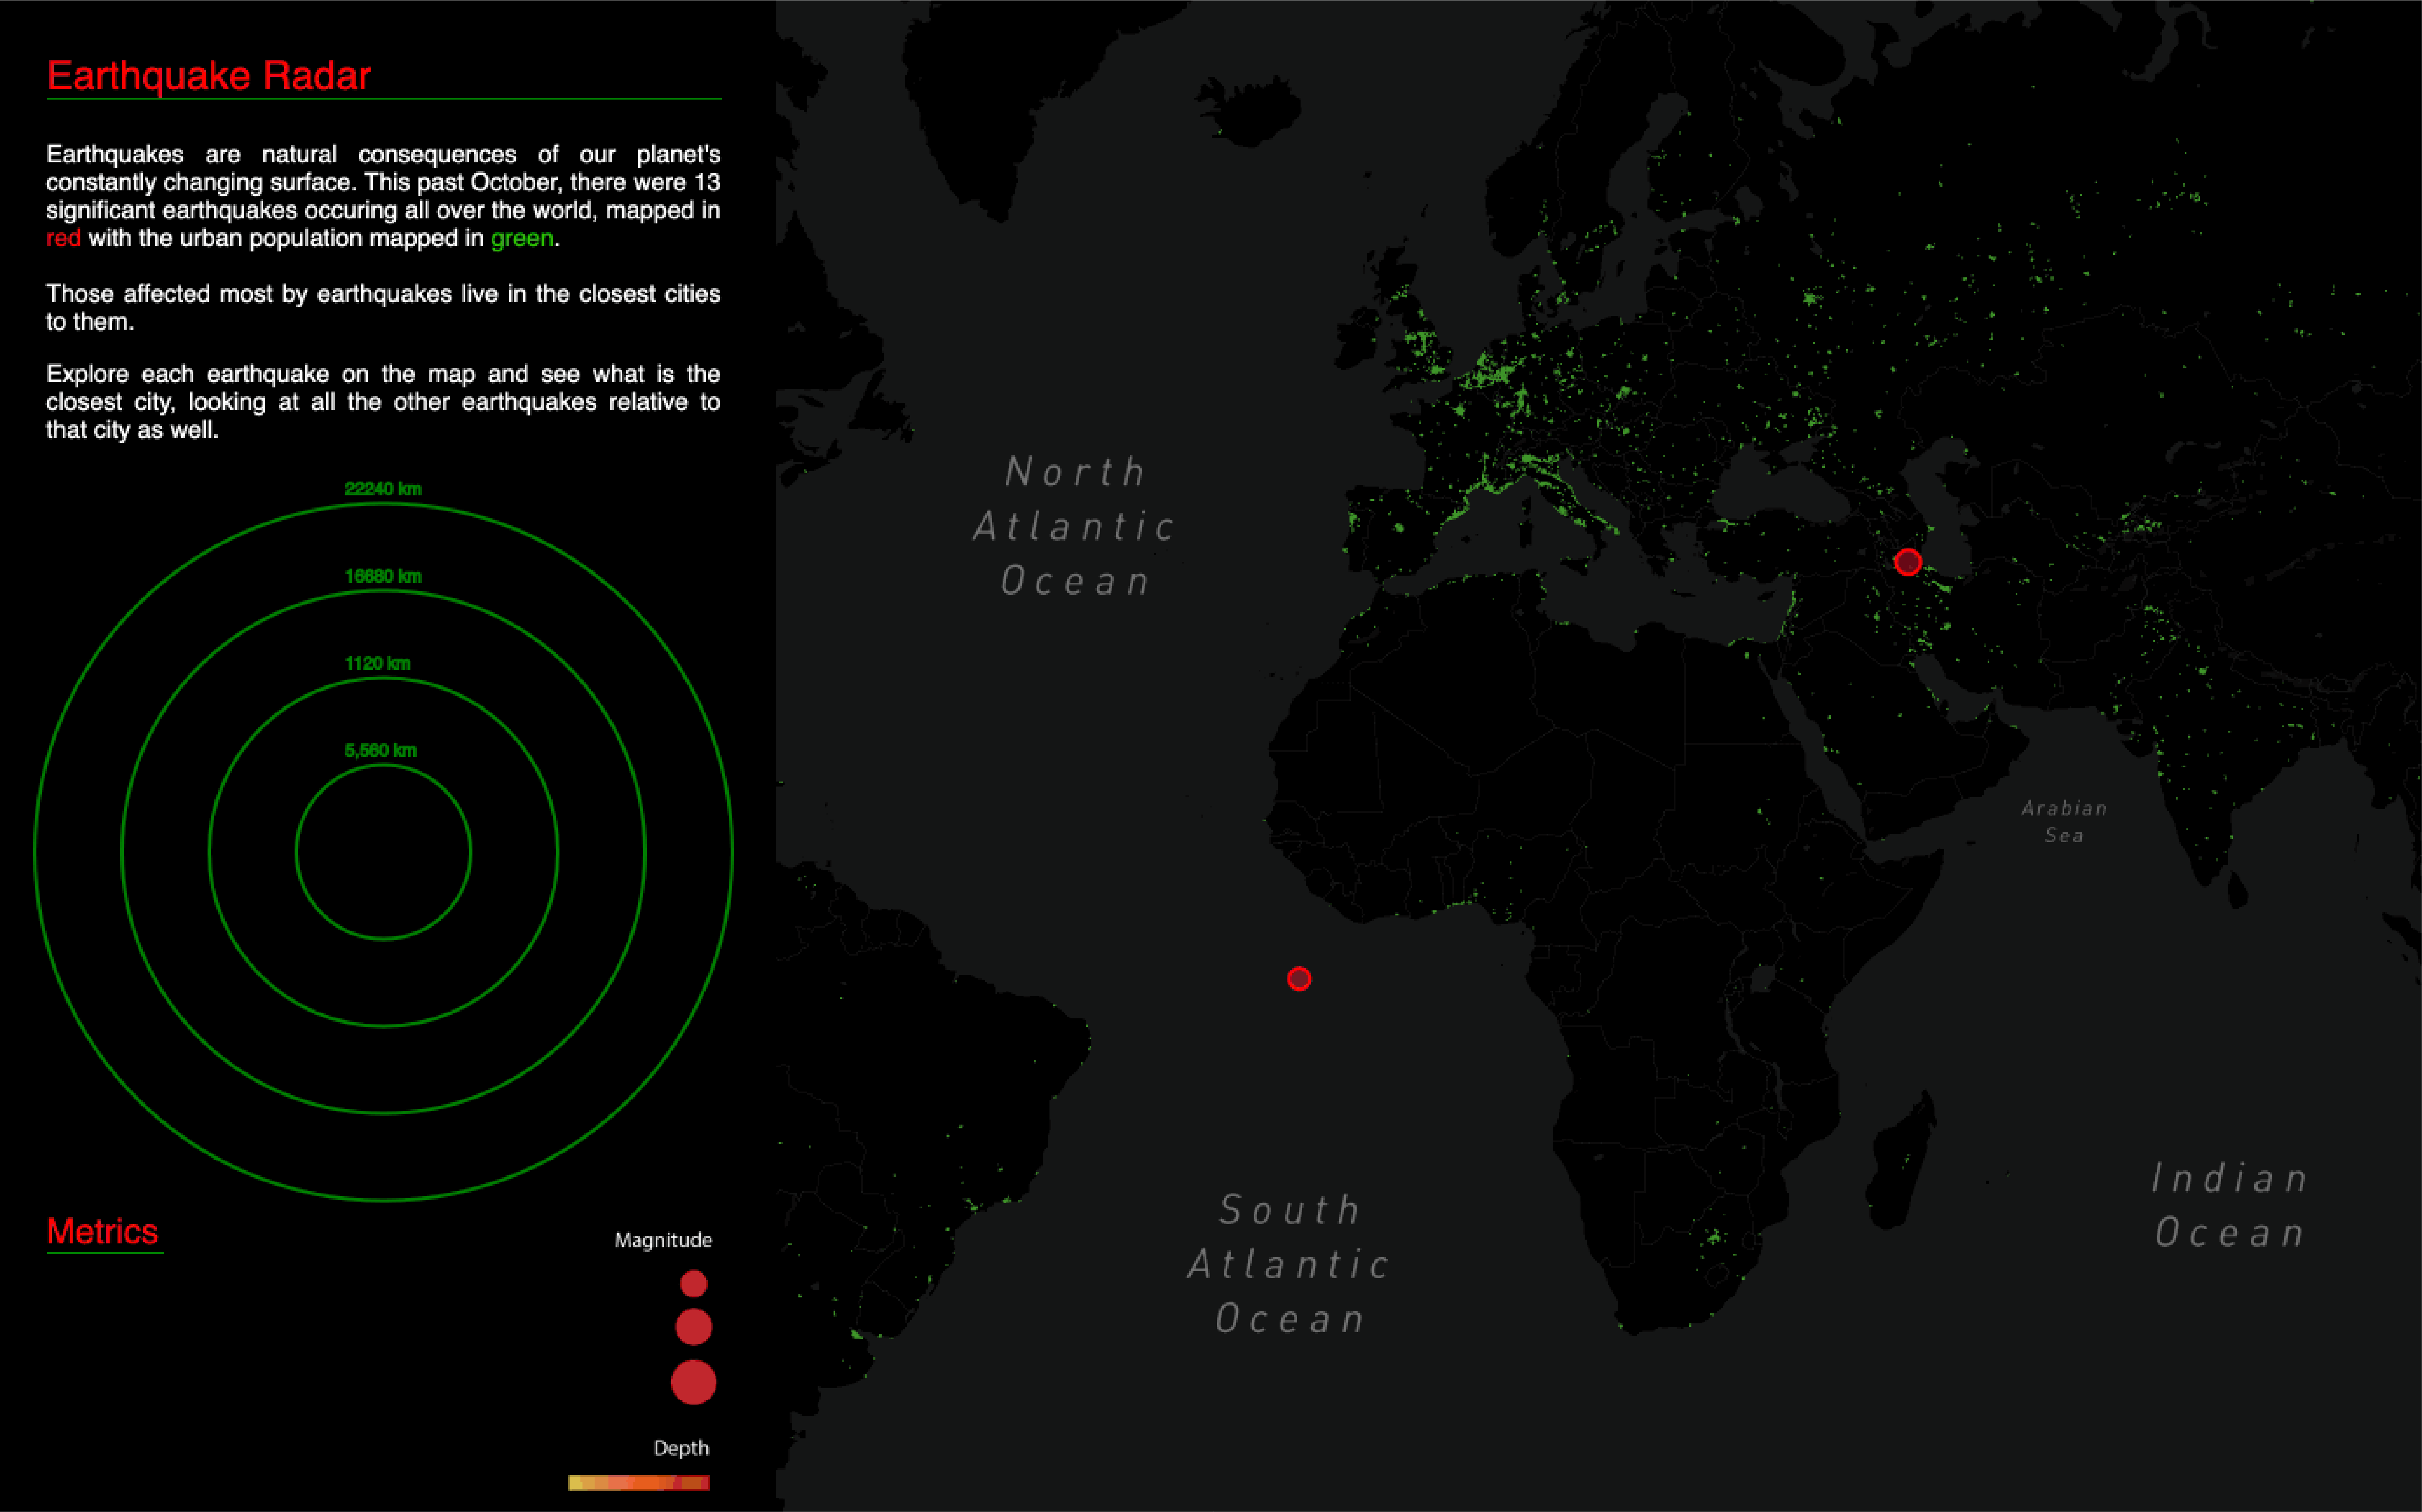 Earthquake Radar
Earthquakes are natural consequences of our planet's
constantly changing surface. This past October, there were 13
significant earthquakes occuring all over the world, mapped in
red with the urban population mapped in green.
Those affected most by earthquakes live in the closest cities
to them.
Explore each earthquake on the map and see what is the
closest city, looking at all the other earthquakes relative to
that city as well.
22240 km
16680 km
1120 km
5,560 km
Metrics
Magnitude
Depth
North
Atlantic
Ocean
Arabian
Sea
South
Atlantic
Ocean
Indian
Ocean